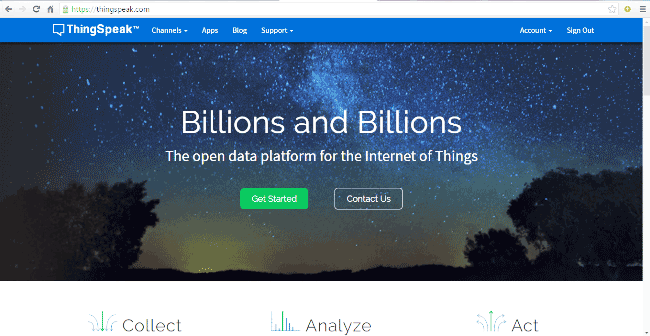 https://thingspeak.com
ThingSpeak™ Channels Apps Blog Support Account Sign Out
Billions and Billions
The open data platform for the Internet of Things
Get Started Contact Us
Collect Analyze Act